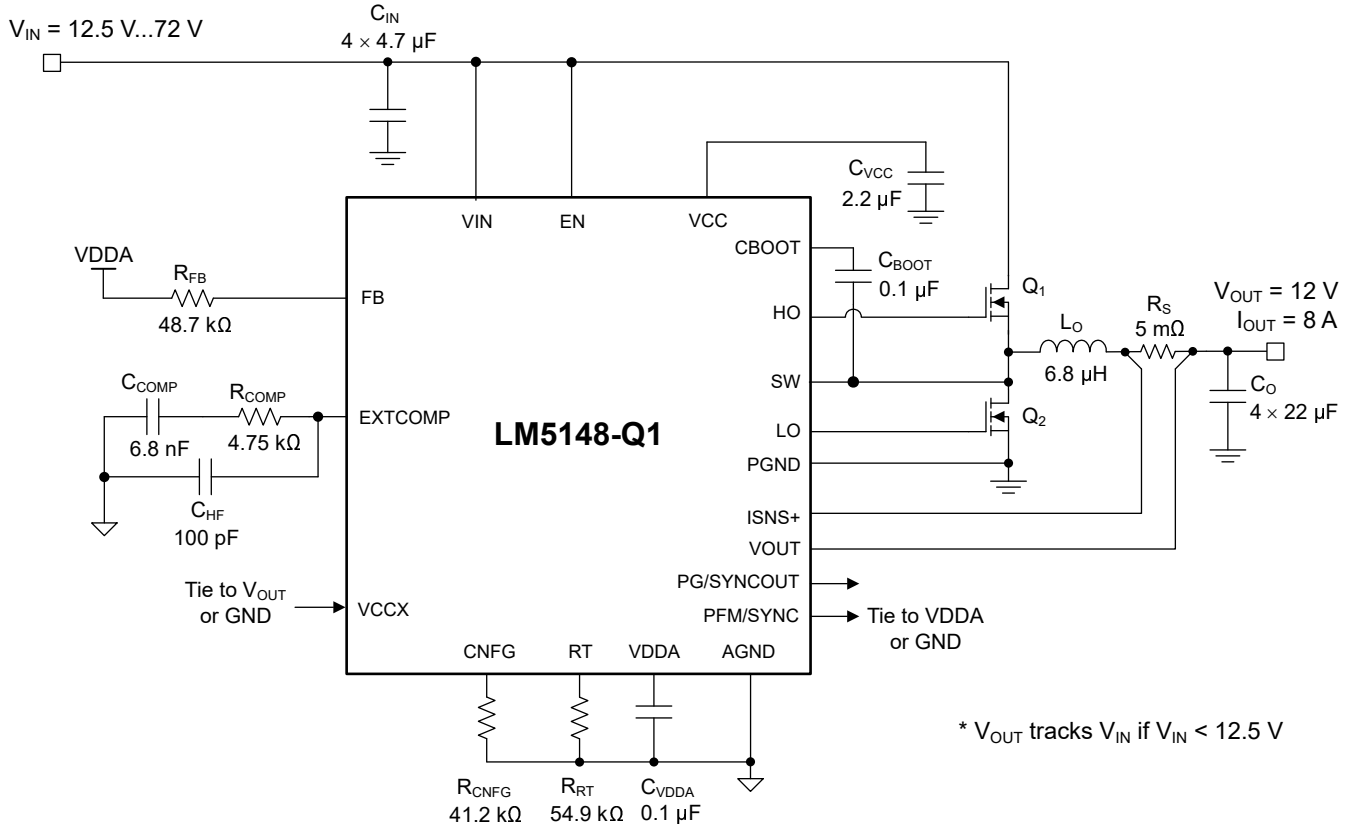 V_IN = 12.5 V...72 V
C_IN
4 × 4.7 µF
C_VCC
2.2 µF
VIN
EN
VCC
VDDA
R_FB
48.7 kΩ
FB
CBOOT
C_BOOT
0.1 µF
HO
Q₁
V_OUT = 12 V
I_OUT = 8 A
L_O
6.8 µH
R_S
5 mΩ
SW
C_O
4 × 22 µF
C_COMP
6.8 nF
R_COMP
4.75 kΩ
EXTCOMP
LM5148-Q1
LO
Q₂
PGND
C_HF
100 pF
ISNS+
VOUT
Tie to V_OUT
or GND
VCCX
PG/SYNCOUT
PFM/SYNC
Tie to VDDA
or GND
CNFG
RT
VDDA
AGND
R_CNFG
41.2 kΩ
R_RT
54.9 kΩ
C_VDDA
0.1 µF
* V_OUT tracks V_IN if V_IN < 12.5 V